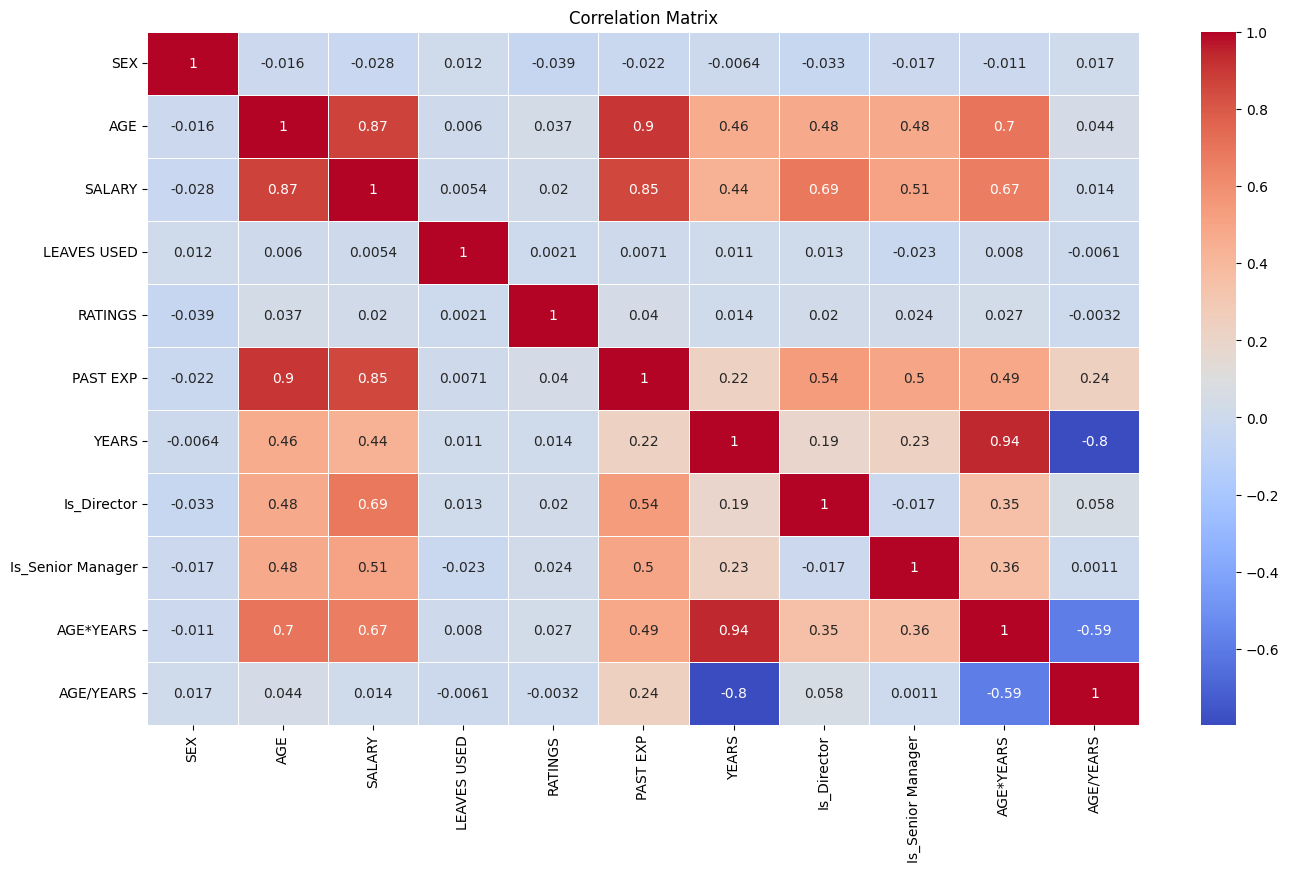 Correlation Matrix
SEX 1 -0.016 -0.028 0.012 -0.039 -0.022 -0.0064 -0.033 -0.017 -0.011 0.017
AGE -0.016 1 0.87 0.006 0.037 0.9 0.46 0.48 0.48 0.7 0.044
SALARY -0.028 0.87 1 0.0054 0.02 0.85 0.44 0.69 0.51 0.67 0.014
LEAVES USED 0.012 0.006 0.0054 1 0.0021 0.0071 0.011 0.013 -0.023 0.008 -0.0061
RATINGS -0.039 0.037 0.02 0.0021 1 0.04 0.014 0.02 0.024 0.027 -0.0032
PAST EXP -0.022 0.9 0.85 0.0071 0.04 1 0.22 0.54 0.5 0.49 0.24
YEARS -0.0064 0.46 0.44 0.011 0.014 0.22 1 0.19 0.23 0.94 -0.8
Is_Director -0.033 0.48 0.69 0.013 0.02 0.54 0.19 1 -0.017 0.35 0.058
Is_Senior Manager -0.017 0.48 0.51 -0.023 0.024 0.5 0.23 -0.017 1 0.36 0.0011
AGE*YEARS -0.011 0.7 0.67 0.008 0.027 0.49 0.94 0.35 0.36 1 -0.59
AGE/YEARS 0.017 0.044 0.014 -0.0061 -0.0032 0.24 -0.8 0.058 0.0011 -0.59 1
SEX
AGE
SALARY
LEAVES USED
RATINGS
PAST EXP
YEARS
Is_Director
Is_Senior Manager
AGE*YEARS
AGE/YEARS
1.0
0.8
0.6
0.4
0.2
0.0
−0.2
−0.4
−0.6